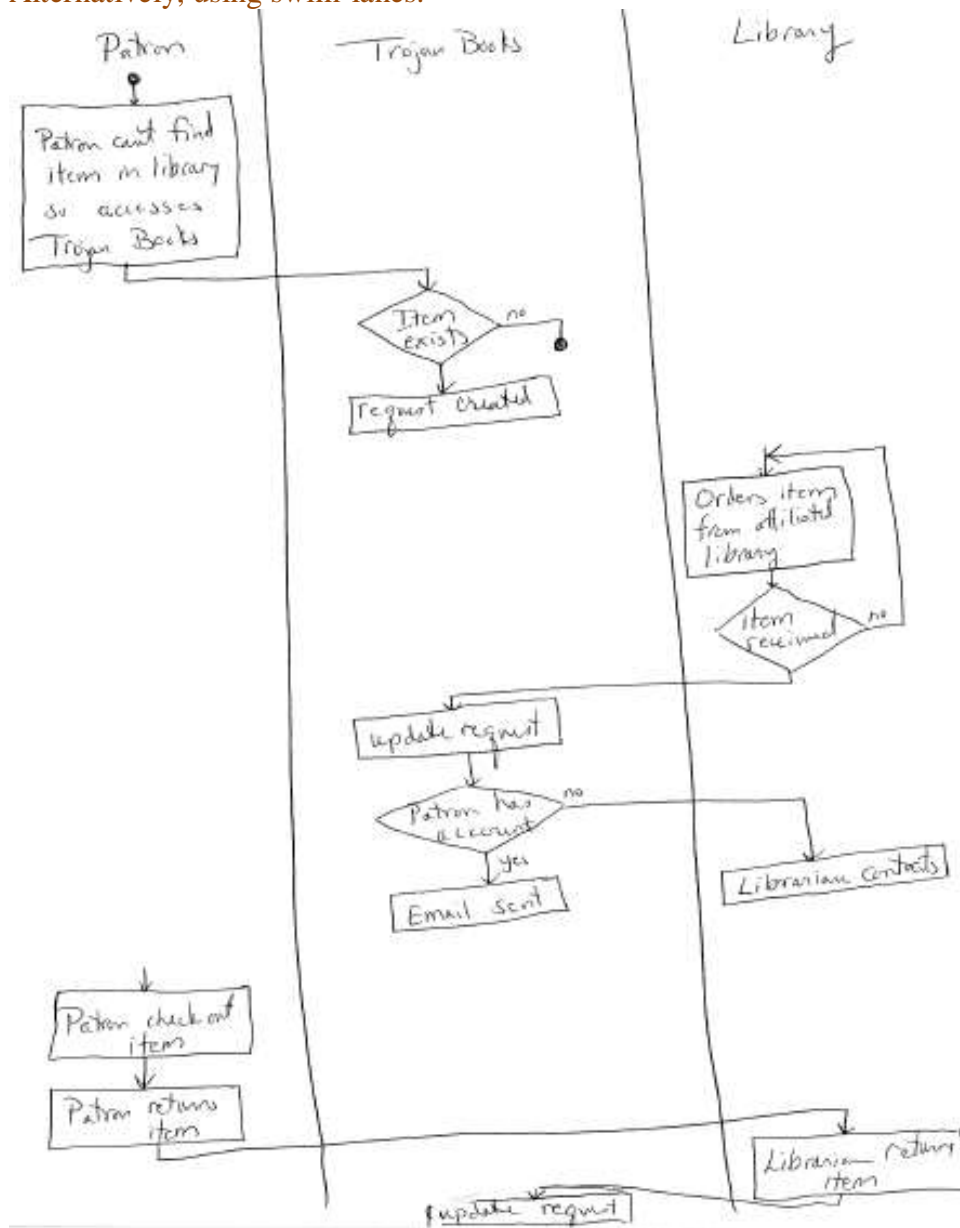 Alternatively, using swim-lanes:
Patron
Trojan Books
Library
Patron can't find
item in library
so accesses
Trojan Books
Item
exists
no
request created
Orders item
from affiliated
library
item
received
no
update request
Patron has
account
no
yes
Email sent
Librarian contacts
Patron check out
item
Patron returns
item
Librarian returns
item
update request